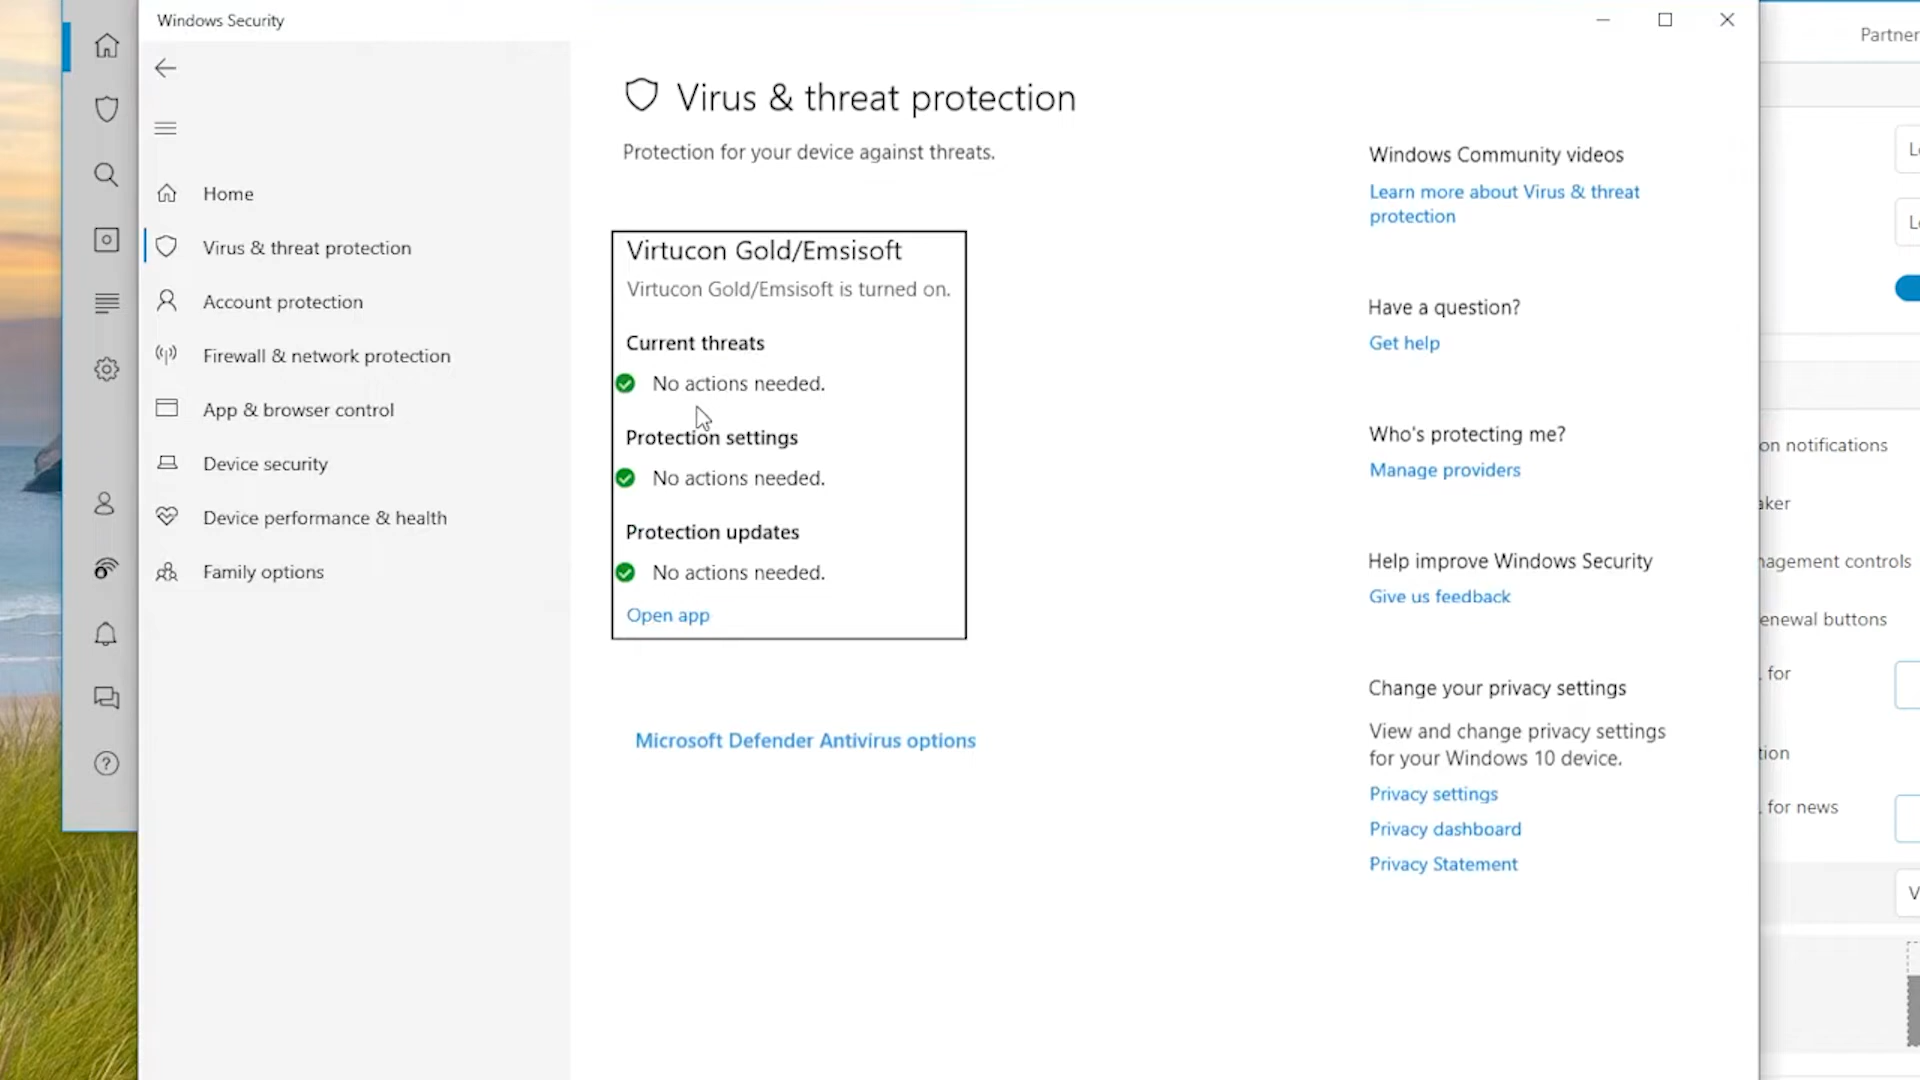 Windows Security
Home
Virus & threat protection
Account protection
Firewall & network protection
App & browser control
Device security
Device performance & health
Family options
Virus & threat protection
Protection for your device against threats.
Virtucon Gold/Emsisoft
Virtucon Gold/Emsisoft is turned on.
Current threats
No actions needed.
Protection settings
No actions needed.
Protection updates
No actions needed.
Open app
Microsoft Defender Antivirus options
Windows Community videos
Learn more about Virus & threat
protection
Have a question?
Get help
Who's protecting me?
Manage providers
Help improve Windows Security
Give us feedback
Change your privacy settings
View and change privacy settings
for your Windows 10 device.
Privacy settings
Privacy dashboard
Privacy Statement
Partner
on notifications
controls
buttons
for
for news